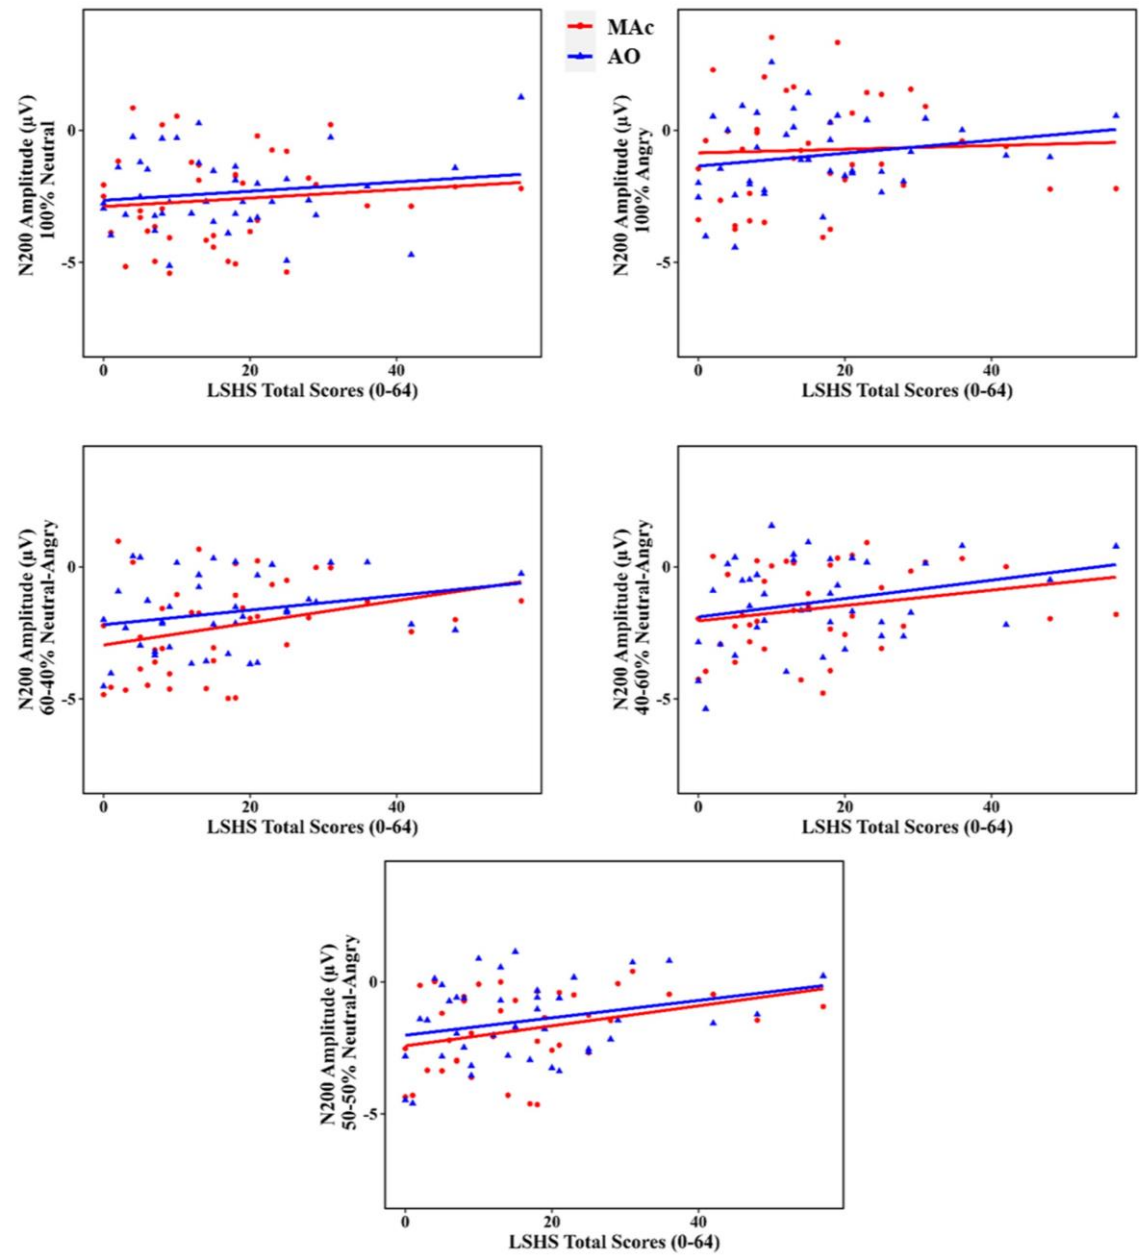 MAc
AO
N200 Amplitude (µV)
100% Neutral
0
-5
0 20 40
LSHS Total Scores (0-64)
N200 Amplitude (µV)
100% Angry
0
-5
0 20 40
LSHS Total Scores (0-64)
N200 Amplitude (µV)
60-40% Neutral-Angry
0
-5
0 20 40
LSHS Total Scores (0-64)
N200 Amplitude (µV)
40-60% Neutral-Angry
0
-5
0 20 40
LSHS Total Scores (0-64)
N200 Amplitude (µV)
50-50% Neutral-Angry
0
-5
0 20 40
LSHS Total Scores (0-64)